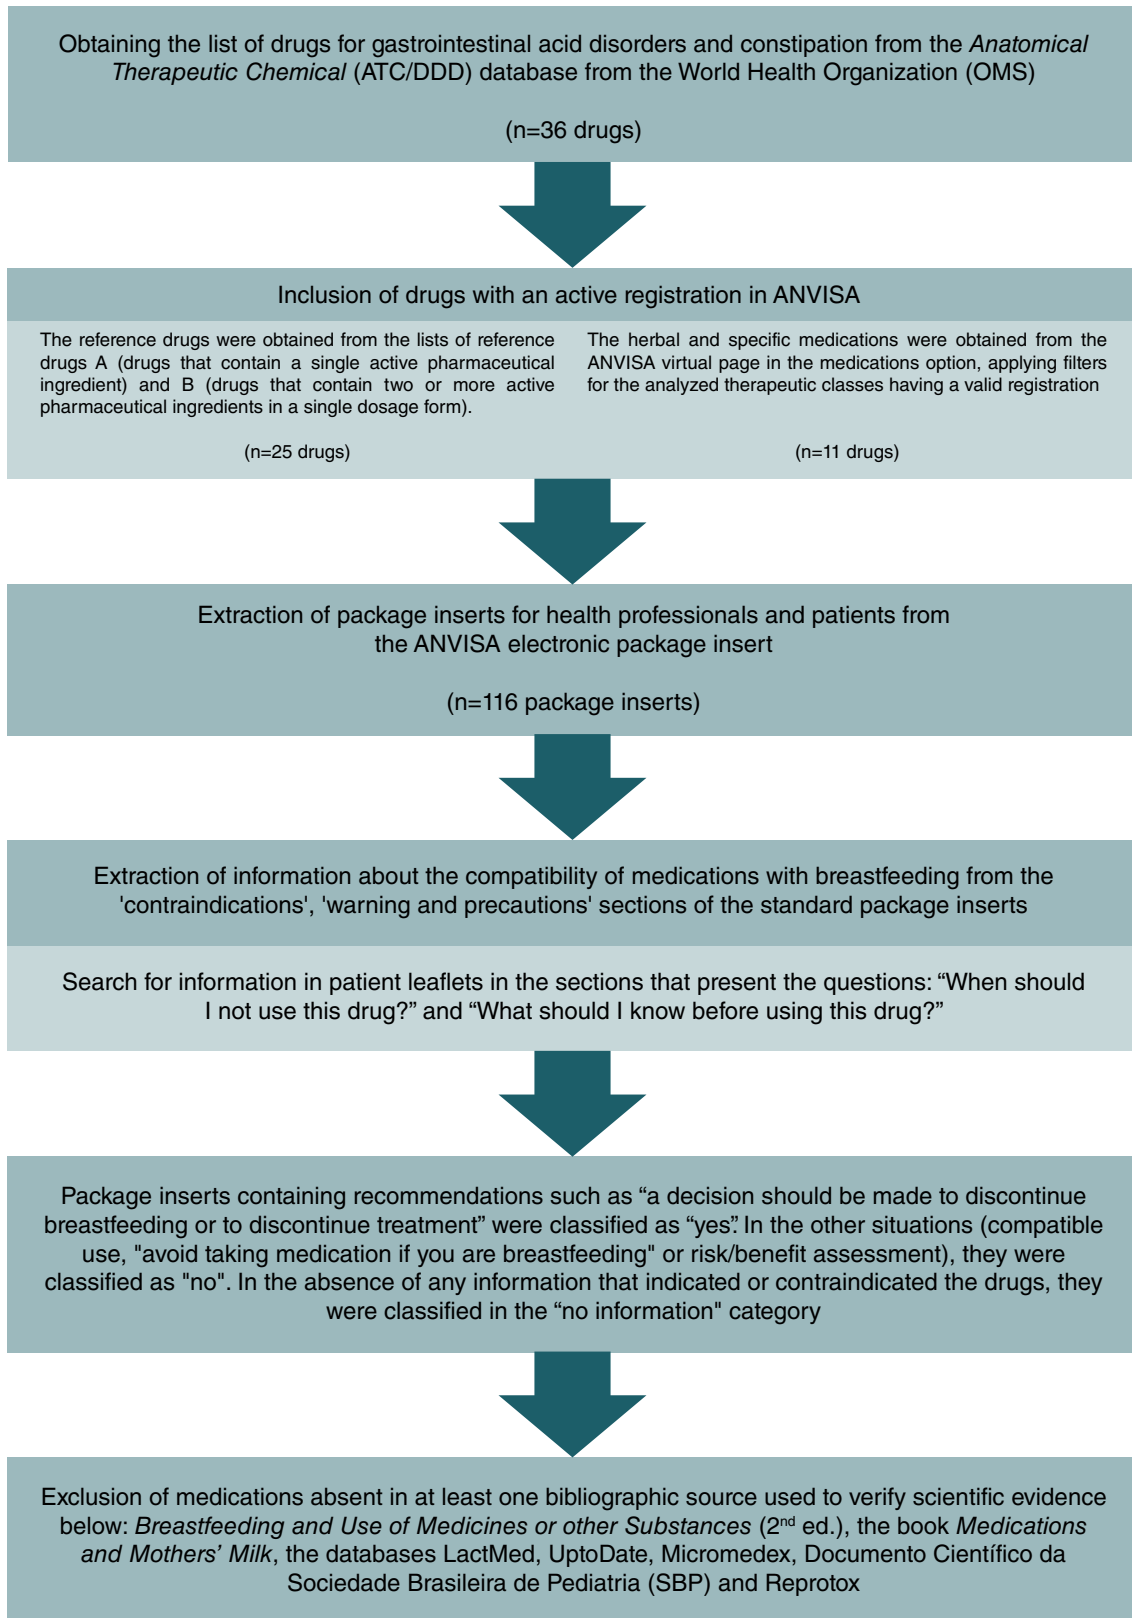 Obtaining the list of drugs for gastrointestinal acid disorders and constipation from the Anatomical
Therapeutic Chemical (ATC/DDD) database from the World Health Organization (OMS)
(n=36 drugs)
Inclusion of drugs with an active registration in ANVISA
The reference drugs were obtained from the lists of reference
drugs A (drugs that contain a single active pharmaceutical
ingredient) and B (drugs that contain two or more active
pharmaceutical ingredients in a single dosage form).
(n=25 drugs)
The herbal and specific medications were obtained from the
ANVISA virtual page in the medications option, applying filters
for the analyzed therapeutic classes having a valid registration
(n=11 drugs)
Extraction of package inserts for health professionals and patients from
the ANVISA electronic package insert
(n=116 package inserts)
Extraction of information about the compatibility of medications with breastfeeding from the
'contraindications', 'warning and precautions' sections of the standard package inserts
Search for information in patient leaflets in the sections that present the questions: “When should
I not use this drug?” and “What should I know before using this drug?”
Package inserts containing recommendations such as “a decision should be made to discontinue
breastfeeding or to discontinue treatment” were classified as “yes”. In the other situations (compatible
use, "avoid taking medication if you are breastfeeding" or risk/benefit assessment), they were
classified as "no". In the absence of any information that indicated or contraindicated the drugs, they
were classified in the “no information" category
Exclusion of medications absent in at least one bibliographic source used to verify scientific evidence
below: Breastfeeding and Use of Medicines or other Substances (2nd ed.), the book Medications
and Mothers’ Milk, the databases LactMed, UptoDate, Micromedex, Documento Científico da
Sociedade Brasileira de Pediatria (SBP) and Reprotox